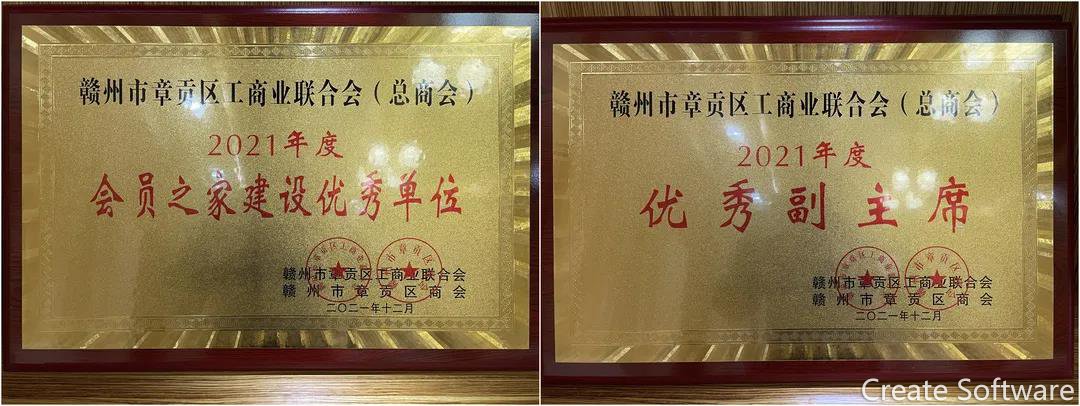 赣州市章贡区工商业联合会（总商会）
2021年度
会员之家建设优秀单位
赣州市章贡区工商业联合会
赣州市章贡区商会
二〇二一年十二月
赣州市章贡区工商业联合会（总商会）
2021年度
优秀副主席
赣州市章贡区工商业联合会
赣州市章贡区商会
二〇二一年十二月
Create Software